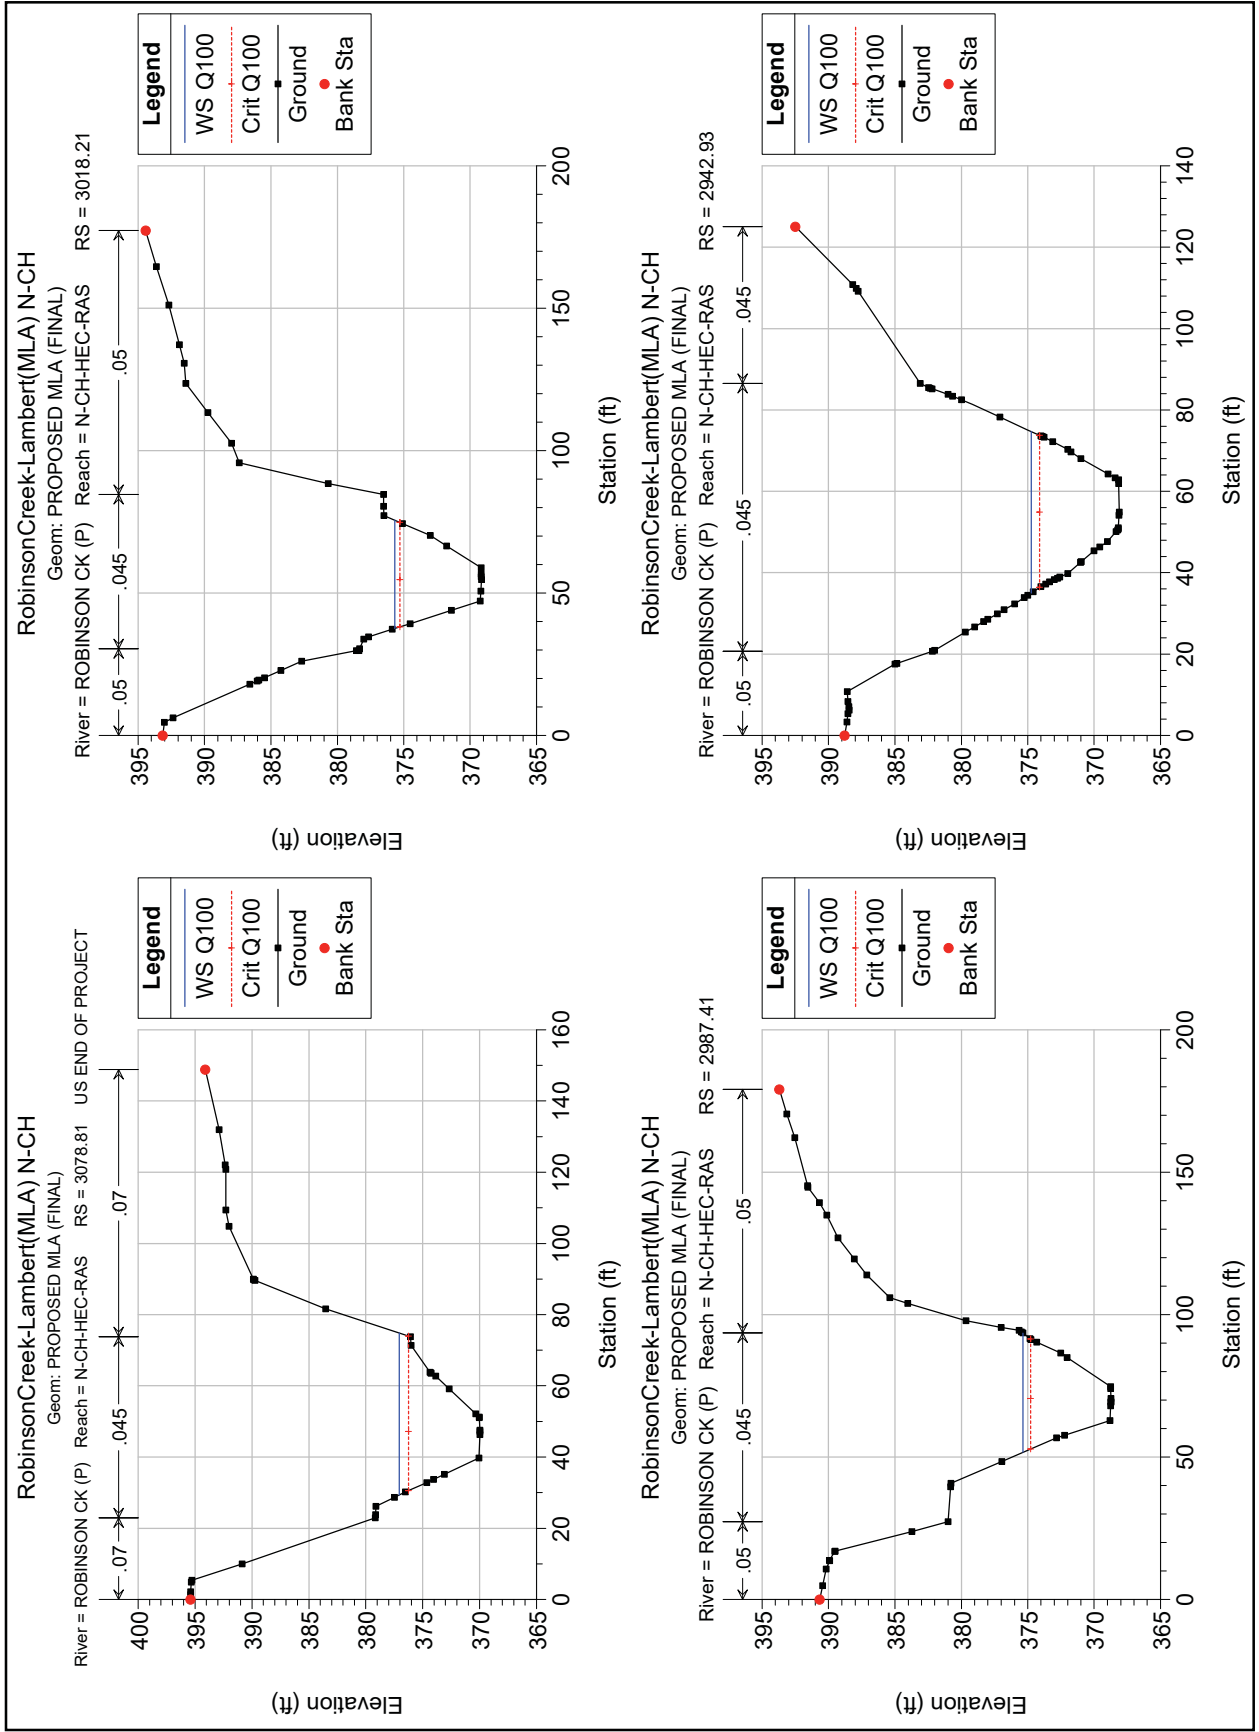 RobinsonCreek-Lambert(MLA) N-CH
Geom: PROPOSED MLA (FINAL)
River = ROBINSON CK (P) Reach = N-CH-HEC-RAS RS = 3078.81 US END OF PROJECT
.07
.045
.07
400
395
390
385
380
375
370
365
Elevation (ft)
0
20
40
60
80
100
120
140
160
Station (ft)
Legend
WS Q100
Crit Q100
Ground
Bank Sta
RobinsonCreek-Lambert(MLA) N-CH
Geom: PROPOSED MLA (FINAL)
River = ROBINSON CK (P) Reach = N-CH-HEC-RAS RS = 3018.21
.05
.045
.05
395
390
385
380
375
370
365
Elevation (ft)
0
50
100
150
200
Station (ft)
Legend
WS Q100
Crit Q100
Ground
Bank Sta
RobinsonCreek-Lambert(MLA) N-CH
Geom: PROPOSED MLA (FINAL)
River = ROBINSON CK (P) Reach = N-CH-HEC-RAS RS = 2987.41
.05
.045
.05
395
390
385
380
375
370
365
Elevation (ft)
0
50
100
150
200
Station (ft)
Legend
WS Q100
Crit Q100
Ground
Bank Sta
RobinsonCreek-Lambert(MLA) N-CH
Geom: PROPOSED MLA (FINAL)
River = ROBINSON CK (P) Reach = N-CH-HEC-RAS RS = 2942.93
.05
.045
.045
395
390
385
380
375
370
365
Elevation (ft)
0
20
40
60
80
100
120
140
Station (ft)
Legend
WS Q100
Crit Q100
Ground
Bank Sta